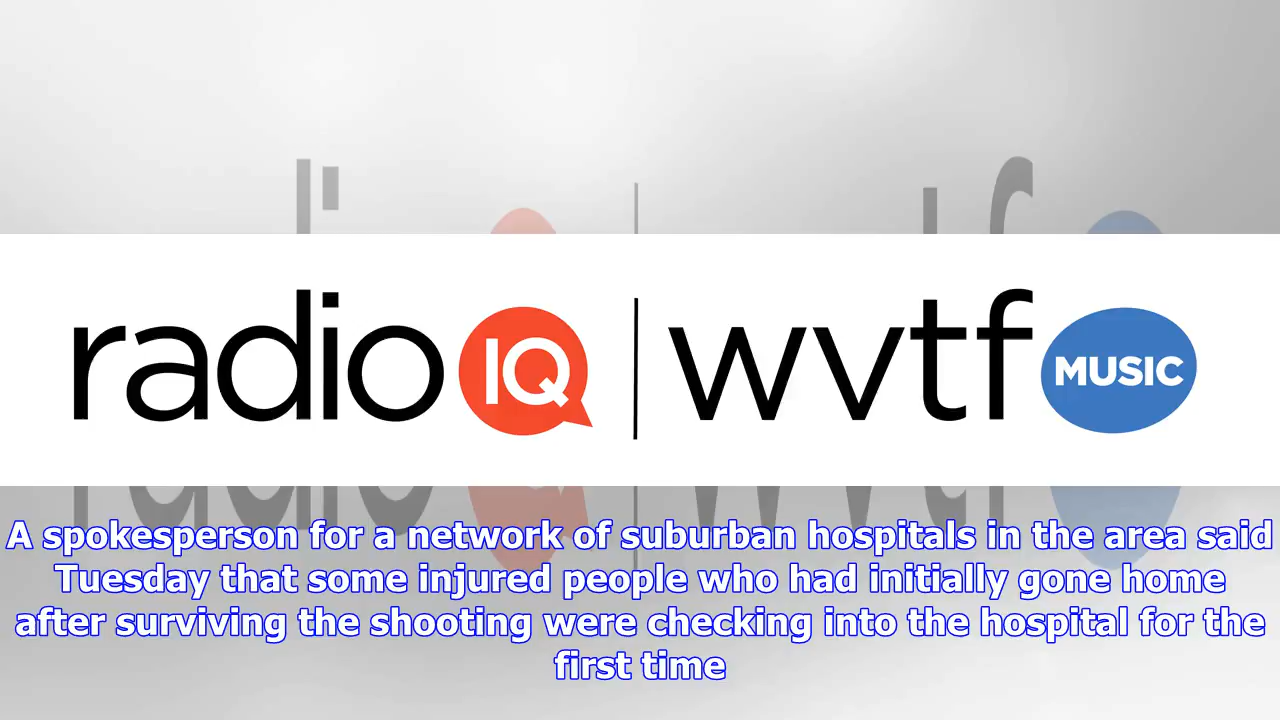 radio IQ | wvtf MUSIC
A spokesperson for a network of suburban hospitals in the area said
Tuesday that some injured people who had initially gone home
after surviving the shooting were checking into the hospital for the
first time